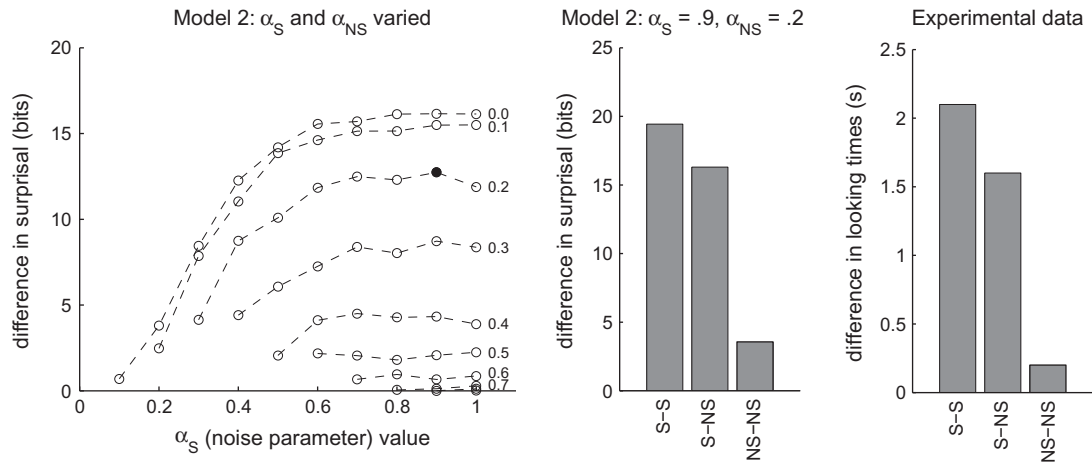 Model 2: αS and αNS varied
difference in surprisal (bits)
20
15
10
5
0
0.0
0.1
0.2
0.3
0.4
0.5
0.6
0.7
0 0.2 0.4 0.6 0.8 1
αS (noise parameter) value
Model 2: αS = .9, αNS = .2
difference in surprisal (bits)
25
20
15
10
5
0
S−S
S−NS
NS−NS
Experimental data
difference in looking times (s)
2.5
2
1.5
1
0.5
0
S−S
S−NS
NS−NS